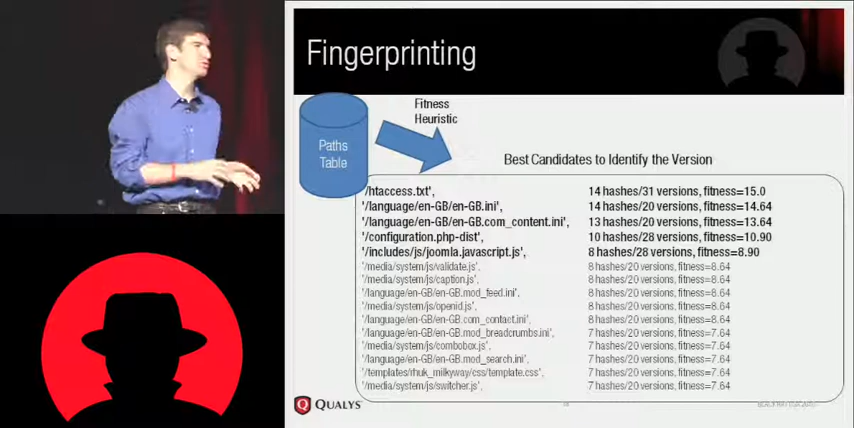 Fingerprinting
Fitness
Heuristic
Paths
Table
Best Candidates to Identify the Version
'/htaccess.txt', 14 hashes/31 versions, fitness=15.0
'/language/en-GB/en-GB.ini', 14 hashes/20 versions, fitness=14.64
'/language/en-GB/en-GB.com_content.ini', 13 hashes/20 versions, fitness=13.64
'/configuration.php-dist', 10 hashes/28 versions, fitness=10.90
'/includes/js/joomla.javascript.js', 8 hashes/28 versions, fitness=8.90
'/media/system/js/validate.js', 8 hashes/20 versions, fitness=8.64
'/media/system/js/caption.js', 8 hashes/20 versions, fitness=8.64
'/language/en-GB/en-GB.mod_feed.ini', 8 hashes/20 versions, fitness=8.64
'/media/system/js/openid.js', 8 hashes/20 versions, fitness=8.64
'/language/en-GB/en-GB.com_contact.ini', 8 hashes/20 versions, fitness=8.64
'/language/en-GB/en-GB.mod_breadcrumbs.ini', 7 hashes/20 versions, fitness=7.64
'/media/system/js/combobox.js', 7 hashes/20 versions, fitness=7.64
'/language/en-GB/en-GB.mod_search.ini', 7 hashes/20 versions, fitness=7.64
'/templates/rhuk_milkyway/css/template.css', 7 hashes/20 versions, fitness=7.64
'/media/system/js/switcher.js', 7 hashes/20 versions, fitness=7.64
QUALYS